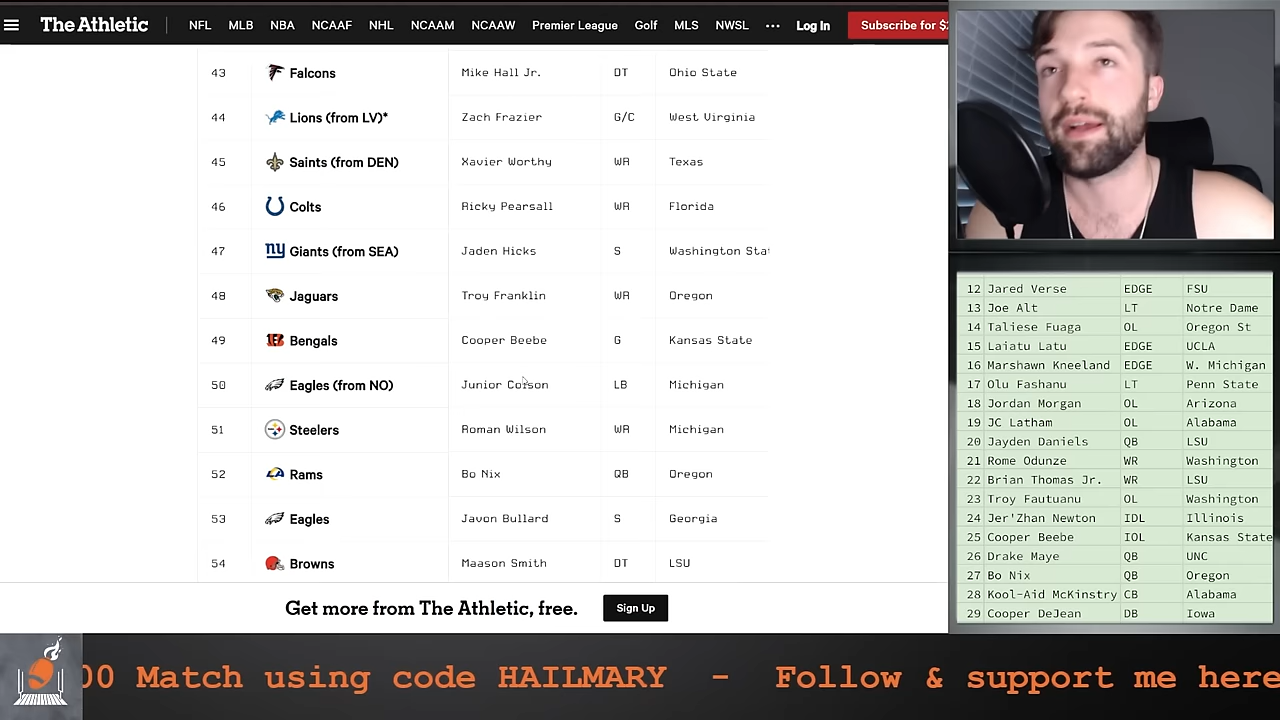 The Athletic
NFL MLB NBA NCAAF NHL NCAAM NCAAW Premier League Golf MLS NWSL ••• Log In Subscribe for $
43 Falcons Mike Hall Jr. DT Ohio State
44 Lions (from LV)* Zach Frazier G/C West Virginia
45 Saints (from DEN) Xavier Worthy WR Texas
46 Colts Ricky Pearsall WR Florida
47 Giants (from SEA) Jaden Hicks S Washington Stat
48 Jaguars Troy Franklin WR Oregon
49 Bengals Cooper Beebe G Kansas State
50 Eagles (from NO) Junior Colson LB Michigan
51 Steelers Roman Wilson WR Michigan
52 Rams Bo Nix QB Oregon
53 Eagles Javon Bullard S Georgia
54 Browns Maason Smith DT LSU
Get more from The Athletic, free. Sign Up
12 Jared Verse EDGE FSU
13 Joe Alt LT Notre Dame
14 Taliese Fuaga OL Oregon St
15 Laiatu Latu EDGE UCLA
16 Marshawn Kneeland EDGE W. Michigan
17 Olu Fashanu LT Penn State
18 Jordan Morgan OL Arizona
19 JC Latham OL Alabama
20 Jayden Daniels QB LSU
21 Rome Odunze WR Washington
22 Brian Thomas Jr. WR LSU
23 Troy Fautuanu OL Washington
24 Jer'Zhan Newton IDL Illinois
25 Cooper Beebe IOL Kansas State
26 Drake Maye QB UNC
27 Bo Nix QB Oregon
28 Kool-Aid McKinstry CB Alabama
29 Cooper DeJean DB Iowa
00 Match using code HAILMARY - Follow & support me here